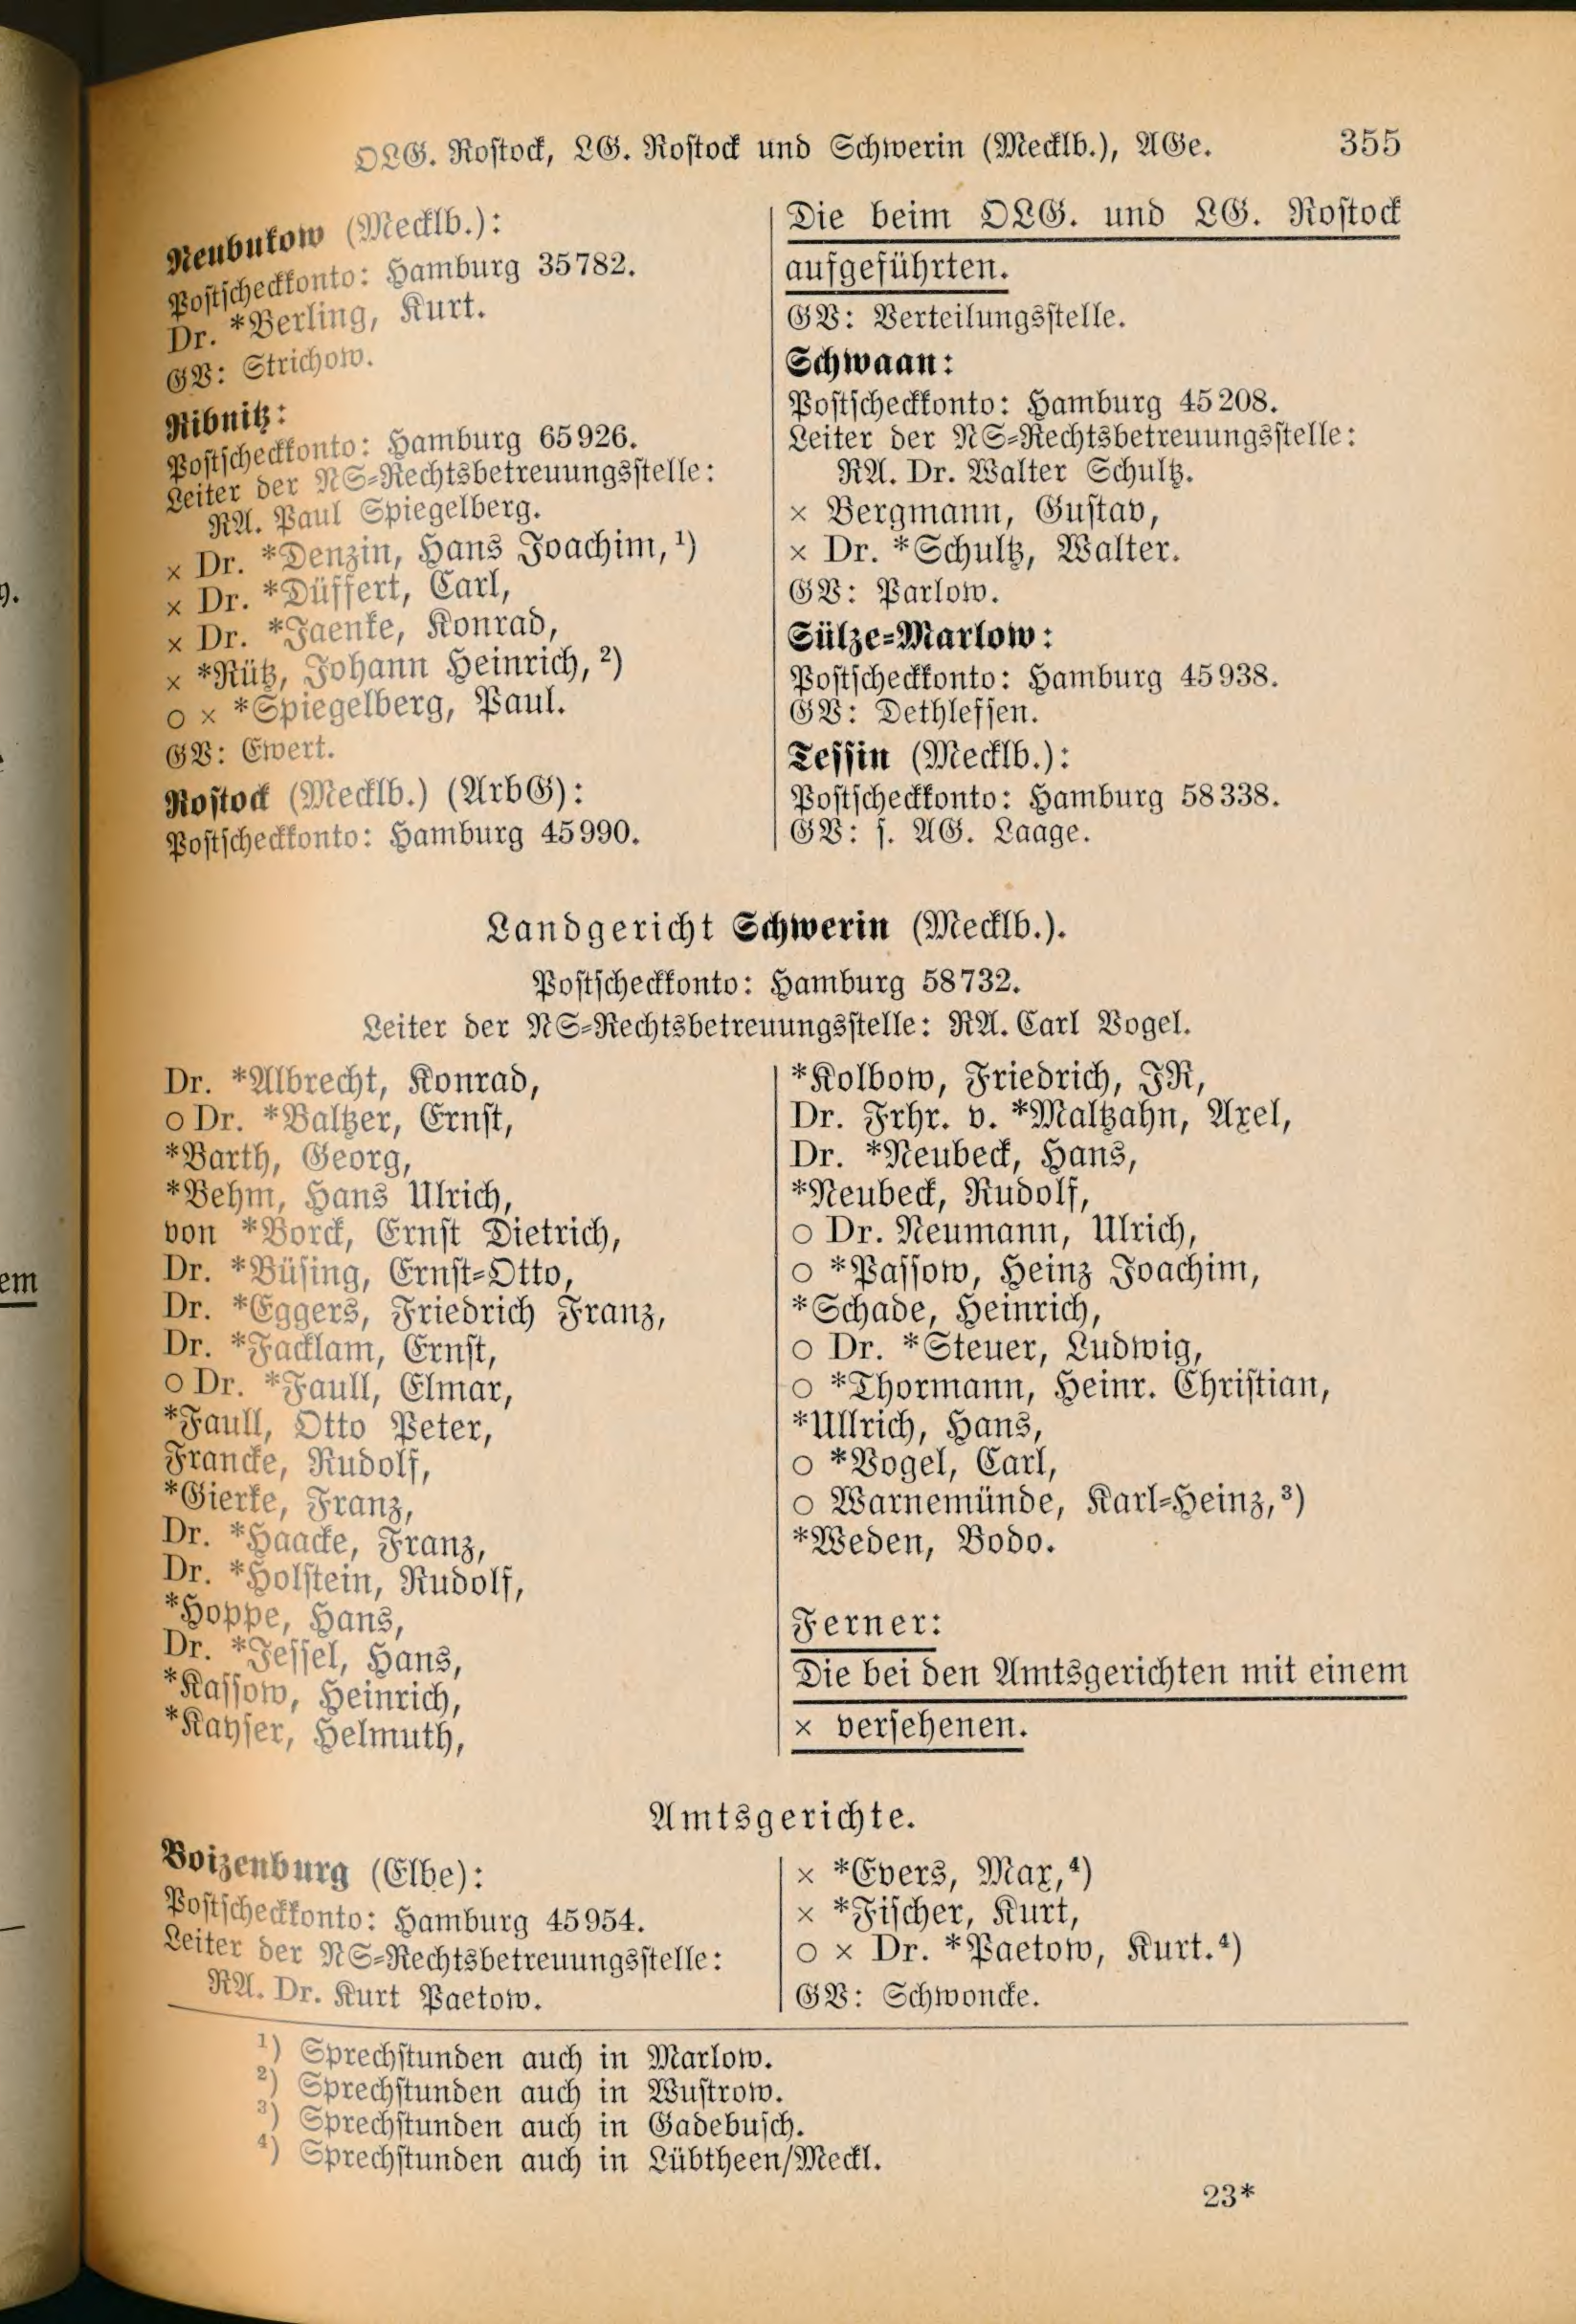 OLG. Rostock, LG. Rostock und Schwerin (Mecklb.), AGe. 355
Neubukow (Mecklb.):
Postscheckkonto: Hamburg 35782.
Dr. *Berling, Kurt.
GV: Strichow.
Ribnitz:
Postscheckkonto: Hamburg 65926.
Leiter der NS-Rechtsbetreuungsstelle:
RA. Paul Spiegelberg.
× Dr. *Denzin, Hans Joachim, ¹)
× Dr. *Düffert, Carl,
× Dr. *Jaenke, Konrad,
× *Rütz, Johann Heinrich, ²)
o × *Spiegelberg, Paul.
GV: Ewert.
Rostock (Mecklb.) (ArbG):
Postscheckkonto: Hamburg 45990.
Die beim OLG. und LG. Rostock
aufgeführten.
GV: Verteilungsstelle.
Schwaan:
Postscheckkonto: Hamburg 45208.
Leiter der NS-Rechtsbetreuungsstelle:
RA. Dr. Walter Schultz.
× Bergmann, Gustav,
× Dr. *Schultz, Walter.
GV: Parlow.
Sülze-Marlow:
Postscheckkonto: Hamburg 45938.
GV: Dethleffen.
Tessin (Mecklb.):
Postscheckkonto: Hamburg 58338.
GV: s. AG. Laage.
Landgericht Schwerin (Mecklb.).
Postscheckkonto: Hamburg 58732.
Leiter der NS-Rechtsbetreuungsstelle: RA. Carl Vogel.
Dr. *Albrecht, Konrad,
o Dr. *Baltzer, Ernst,
*Barth, Georg,
*Behm, Hans Ulrich,
von *Borck, Ernst Dietrich,
Dr. *Büsing, Ernst-Otto,
Dr. *Eggers, Friedrich Franz,
Dr. *Facklam, Ernst,
o Dr. *Faull, Elmar,
*Faull, Otto Peter,
Francke, Rudolf,
*Gierke, Franz,
Dr. *Haacke, Franz,
Dr. *Holstein, Rudolf,
*Hoppe, Hans,
Dr. *Jessel, Hans,
*Kassow, Heinrich,
*Kayser, Helmuth,
*Kolbow, Friedrich, JR,
Dr. Frhr. v. *Maltzahn, Axel,
Dr. *Neubeck, Hans,
*Neubeck, Rudolf,
o Dr. Neumann, Ulrich,
o *Passow, Heinz Joachim,
*Schade, Heinrich,
o Dr. *Steuer, Ludwig,
o *Thormann, Heinr. Christian,
*Ullrich, Hans,
o *Vogel, Carl,
o Warnemünde, Karl-Heinz, ³)
*Weden, Bodo.
Ferner:
Die bei den Amtsgerichten mit einem
× versehenen.
Amtsgerichte.
Boizenburg (Elbe):
Postscheckkonto: Hamburg 45954.
Leiter der NS-Rechtsbetreuungsstelle:
RA. Dr. Kurt Paetow.
× *Evers, Max, ⁴)
× *Fischer, Kurt,
o × Dr. *Paetow, Kurt. ⁴)
GV: Schwoncke.
¹) Sprechstunden auch in Marlow.
²) Sprechstunden auch in Wustrow.
³) Sprechstunden auch in Gadebusch.
⁴) Sprechstunden auch in Lübtheen/Meckl.
23*
em